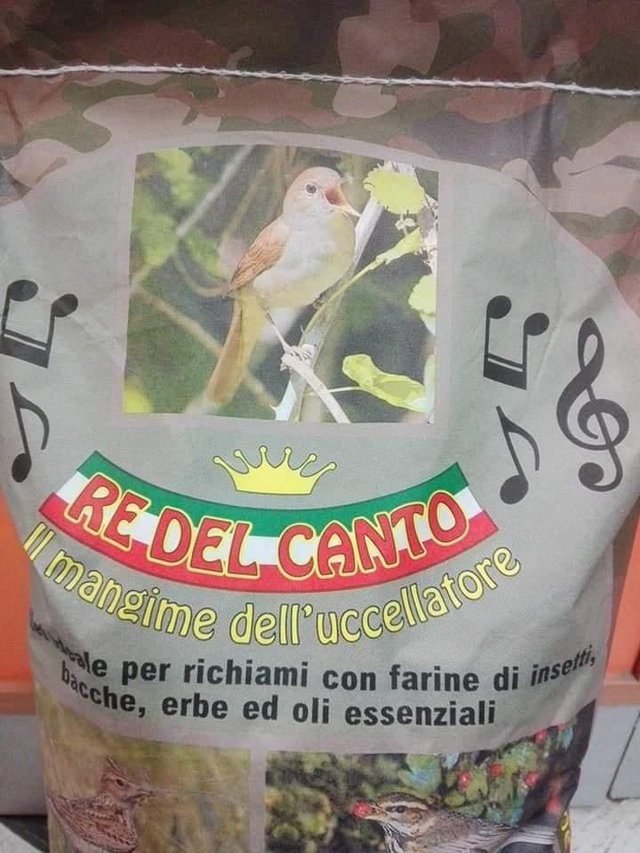 RE DEL CANTO
Il mangime dell'uccellatore
per richiami con farine di insetti,
bacche, erbe ed oli essenziali